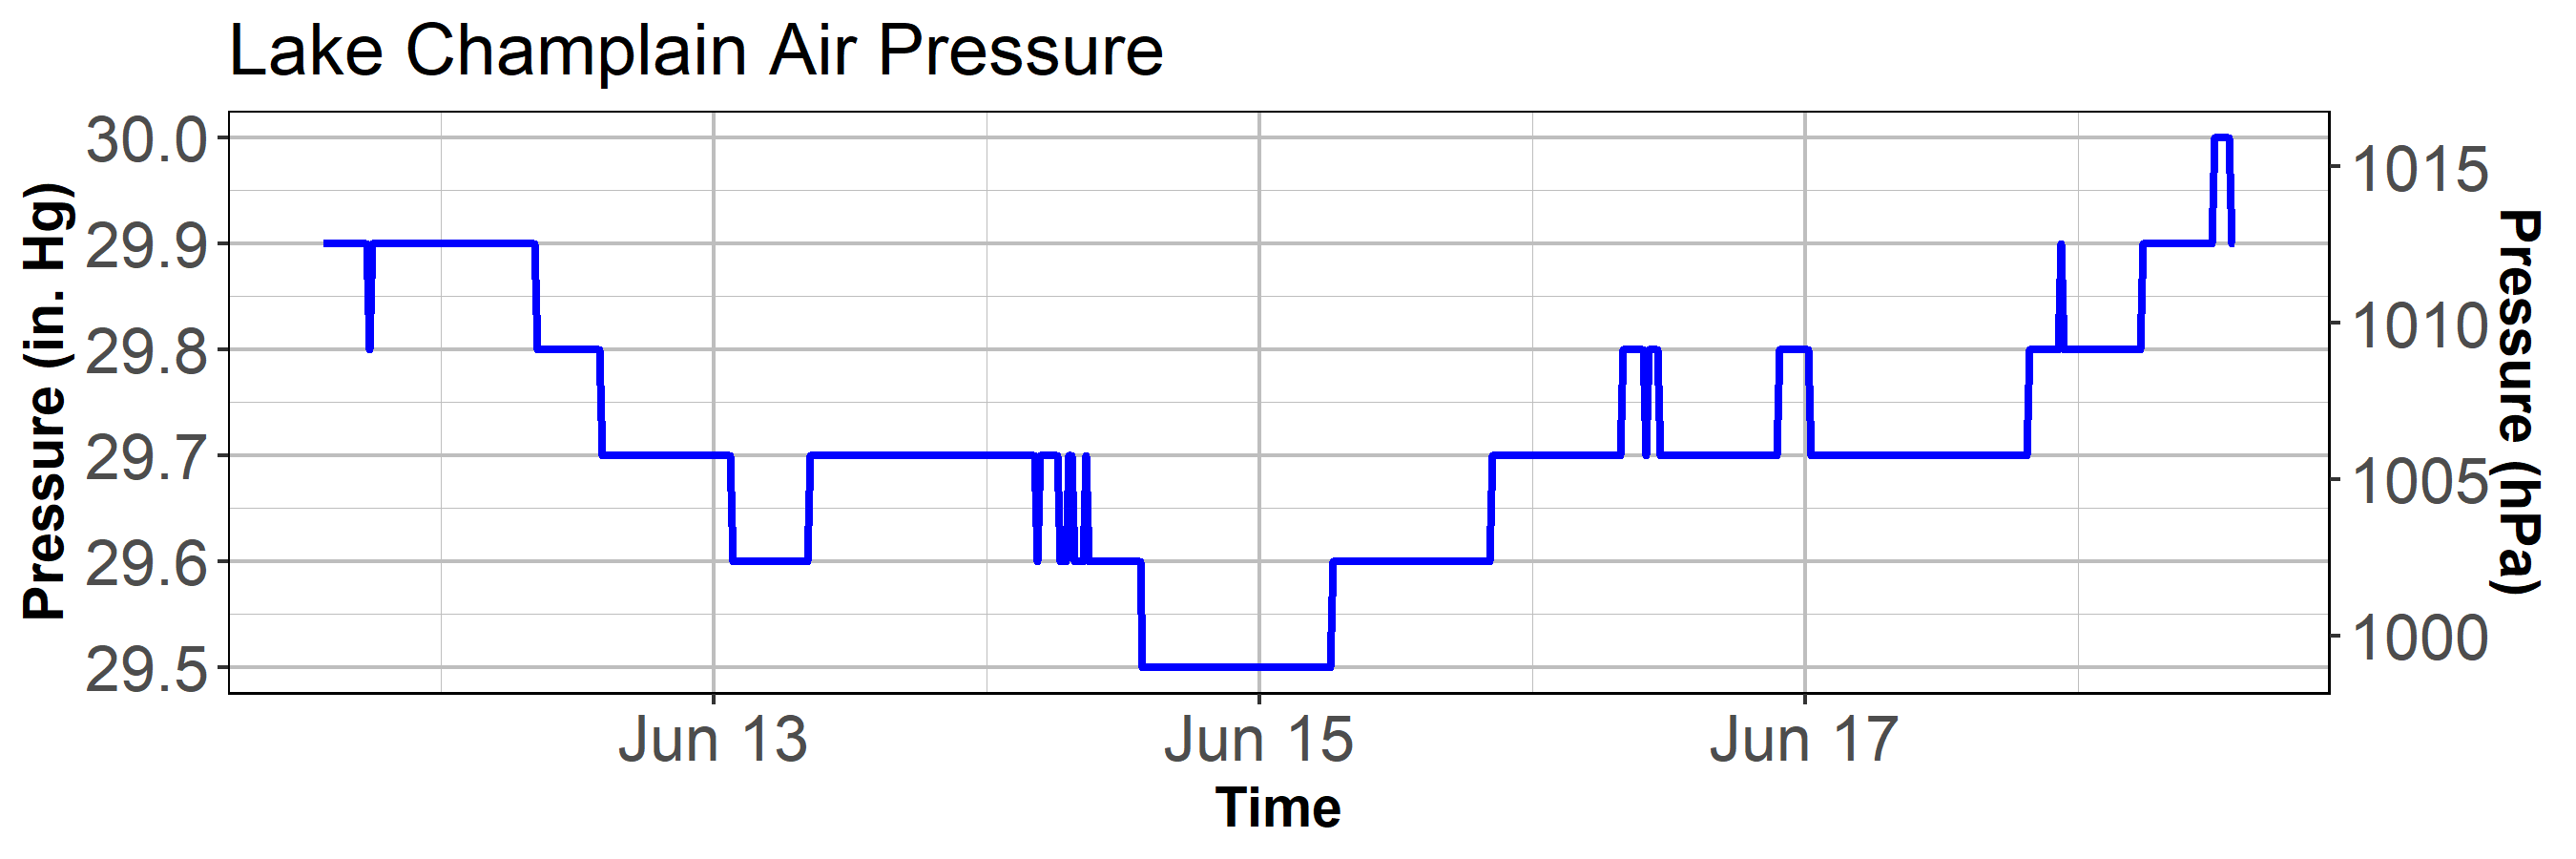 Lake Champlain Air Pressure
Pressure (in. Hg)
30.0
29.9
29.8
29.7
29.6
29.5
1015
1010
1005
1000
Pressure (hPa)
Jun 13 Jun 15 Jun 17
Time